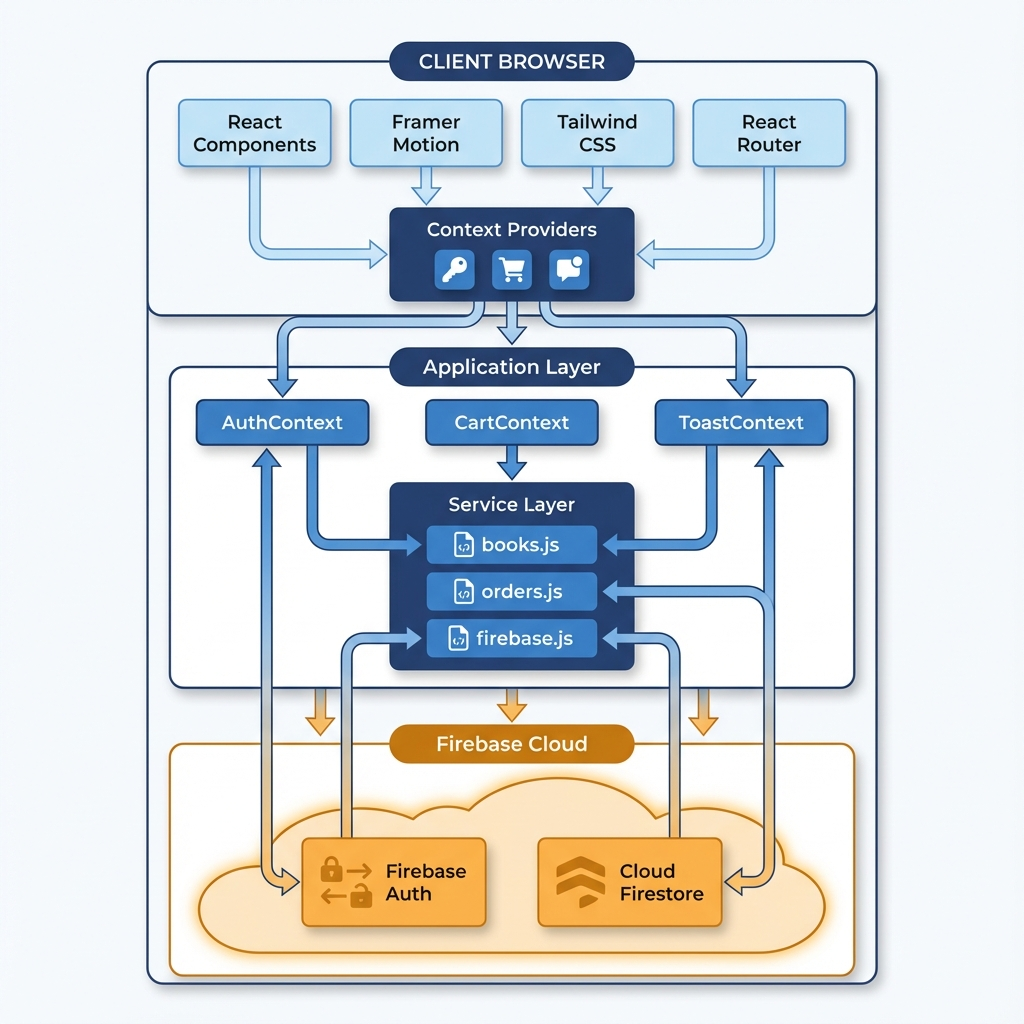 CLIENT BROWSER
React
Components
Framer
Motion
Tailwind
CSS
React
Router
Context Providers
Application Layer
AuthContext
CartContext
ToastContext
Service Layer
books.js
orders.js
firebase.js
Firebase Cloud
Firebase
Auth
Cloud
Firestore